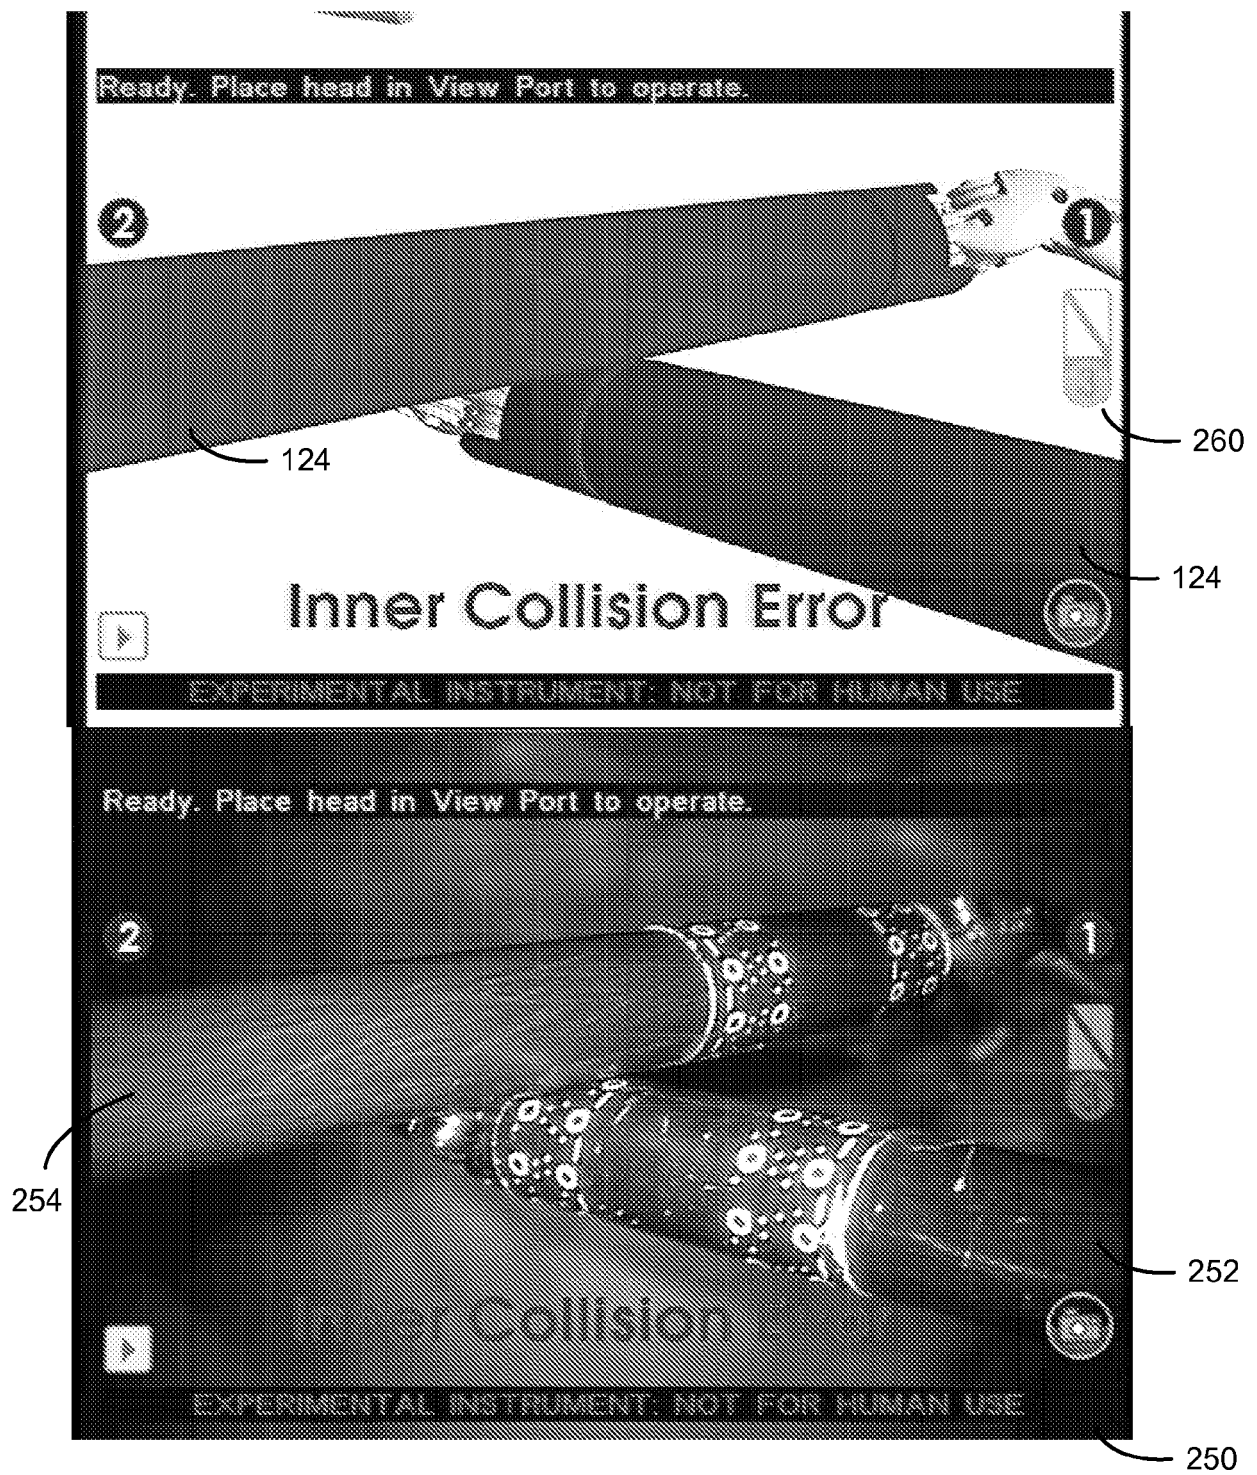 Ready. Place head in View Port to operate.
2
1
260
124
124
Inner Collision Error
EXPERIMENTAL INSTRUMENT: NOT FOR HUMAN USE
Ready. Place head in View Port to operate.
2
1
254
252
Inner Collision
EXPERIMENTAL INSTRUMENT: NOT FOR HUMAN USE
250